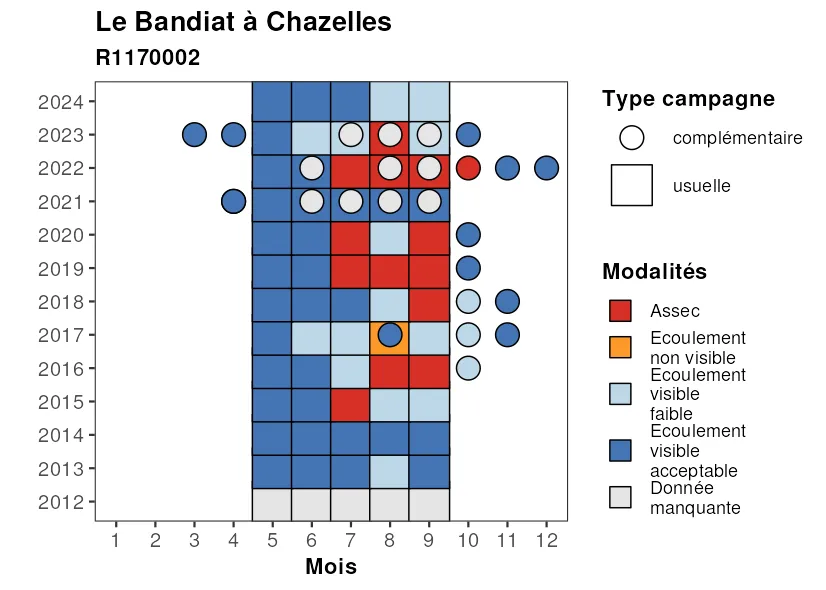 Le Bandiat à Chazelles
R1170002
2024
2023
2022
2021
2020
2019
2018
2017
2016
2015
2014
2013
2012
1 2 3 4 5 6 7 8 9 10 11 12
Mois
Type campagne
complémentaire
usuelle
Modalités
Assec
Ecoulement
non visible
Ecoulement
visible
faible
Ecoulement
visible
acceptable
Donnée
manquante